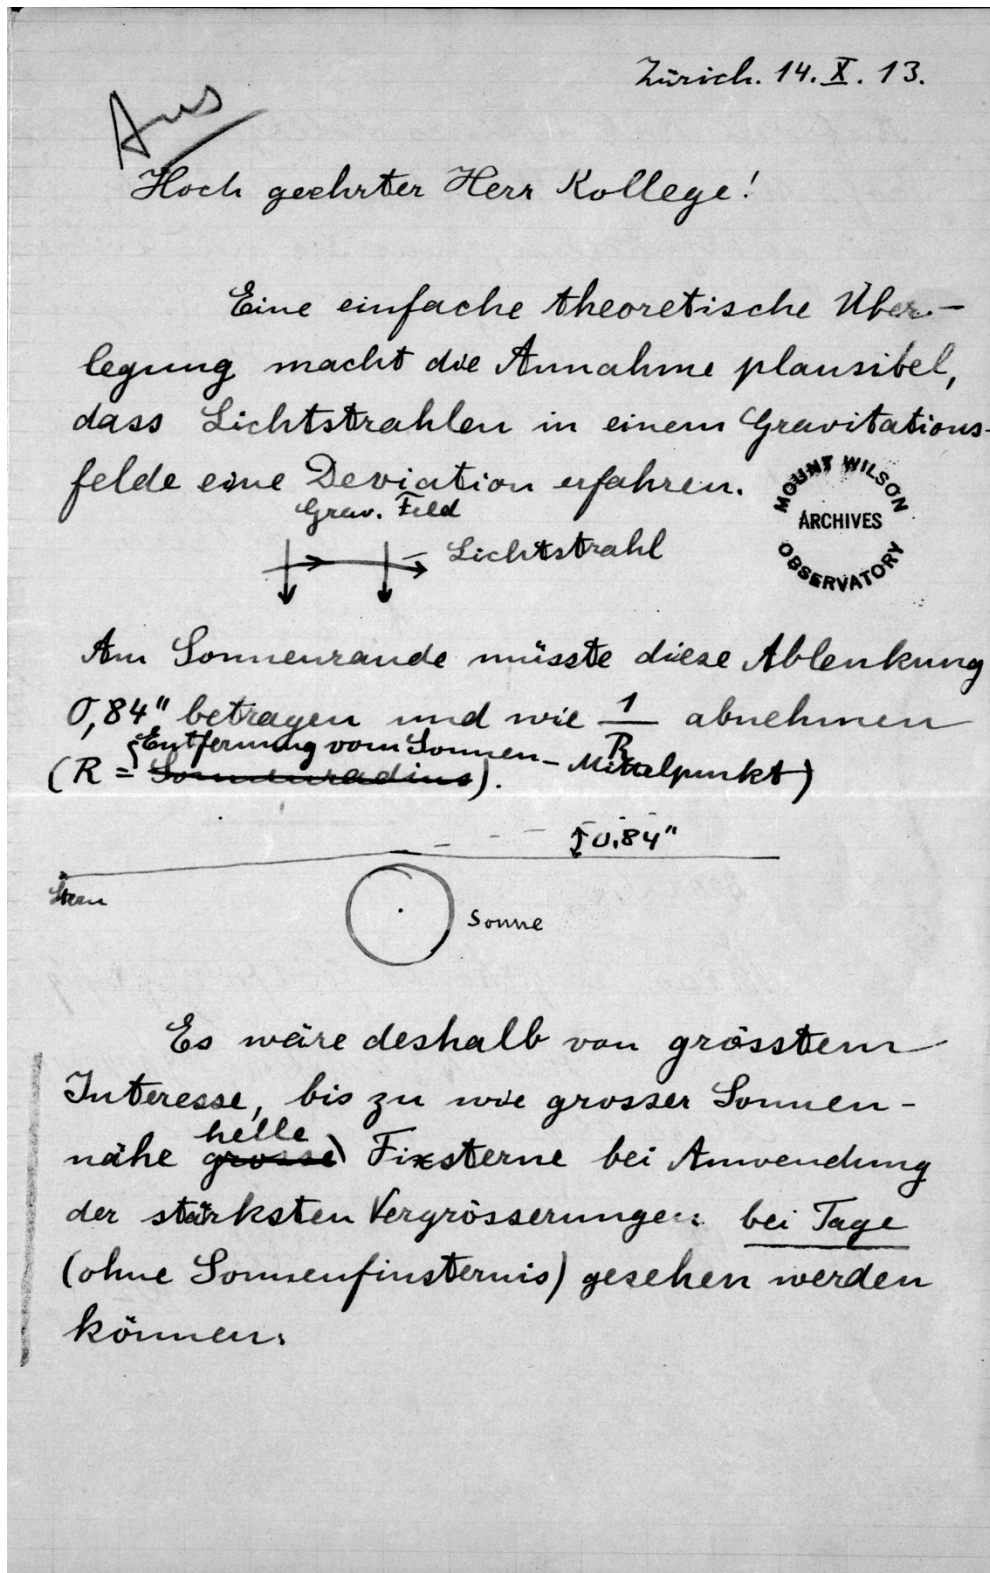 Zürich. 14. X. 13.
Aus
Hoch geehrter Herr Kollege!
Eine einfache theoretische Über-
legung macht die Annahme plausibel,
dass Lichtstrahlen in einem Gravitations-
felde eine Deviation erfahren.
MOUNT WILSON
ARCHIVES
OBSERVATORY
Grav. Feld
Lichtstrahl
Am Sonnenrande müsste diese Ablenkung
0,84" betragen und wie 1/R abnehmen
Entfernung vom Sonnen-Mittelpunkt)
(R = Sonnenradius).
0,84"
Stern
Sonne
Es wäre deshalb von grösstem
Interesse, bis zu wie grosser Sonnen-
helle
nähe grosse Fixsterne bei Anwendung
der stärksten Vergrösserungen bei Tage
(ohne Sonnenfinsternis) gesehen werden
können.